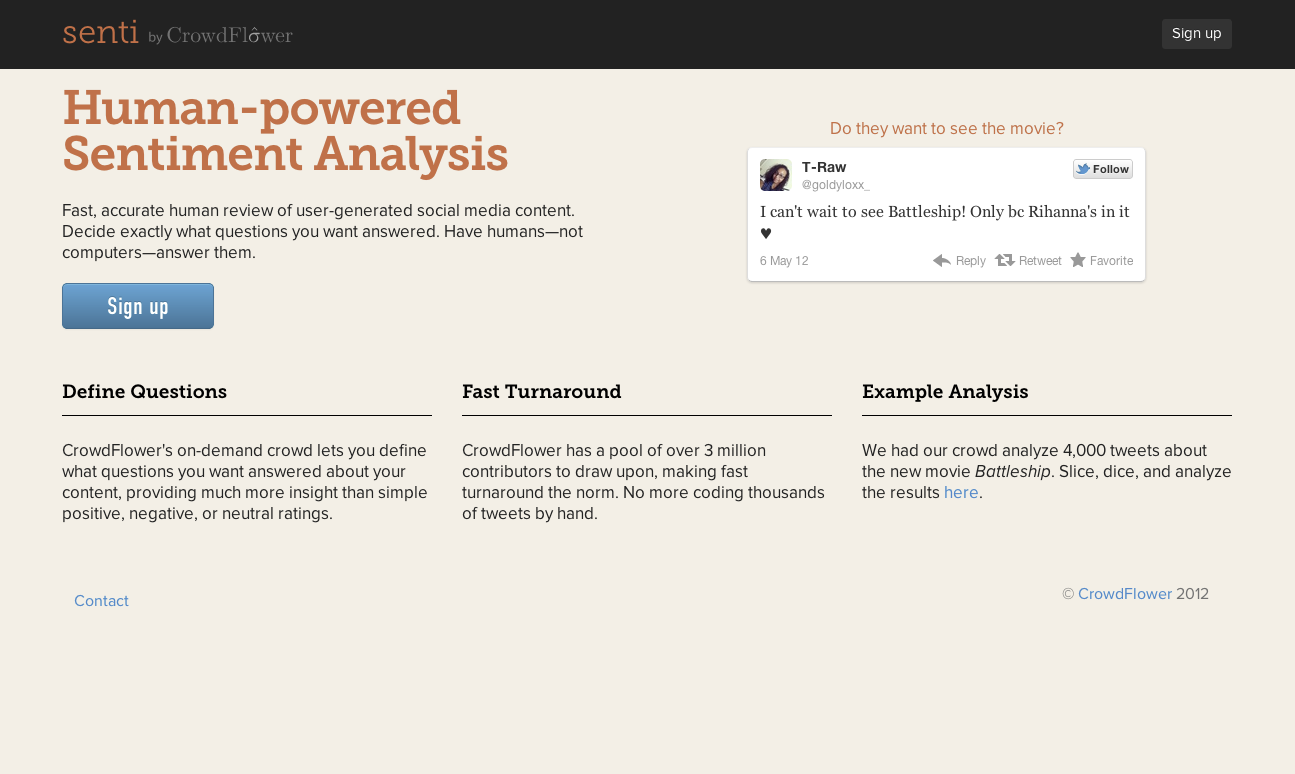 senti by CrowdFlower
Sign up
Human-powered
Sentiment Analysis
Fast, accurate human review of user-generated social media content.
Decide exactly what questions you want answered. Have humans—not
computers—answer them.
Sign up
Do they want to see the movie?
T-Raw
@goldyloxx_
Follow
I can't wait to see Battleship! Only bc Rihanna's in it
♥
6 May 12 Reply Retweet Favorite
Define Questions
CrowdFlower's on-demand crowd lets you define
what questions you want answered about your
content, providing much more insight than simple
positive, negative, or neutral ratings.
Fast Turnaround
CrowdFlower has a pool of over 3 million
contributors to draw upon, making fast
turnaround the norm. No more coding thousands
of tweets by hand.
Example Analysis
We had our crowd analyze 4,000 tweets about
the new movie Battleship. Slice, dice, and analyze
the results here.
Contact
© CrowdFlower 2012